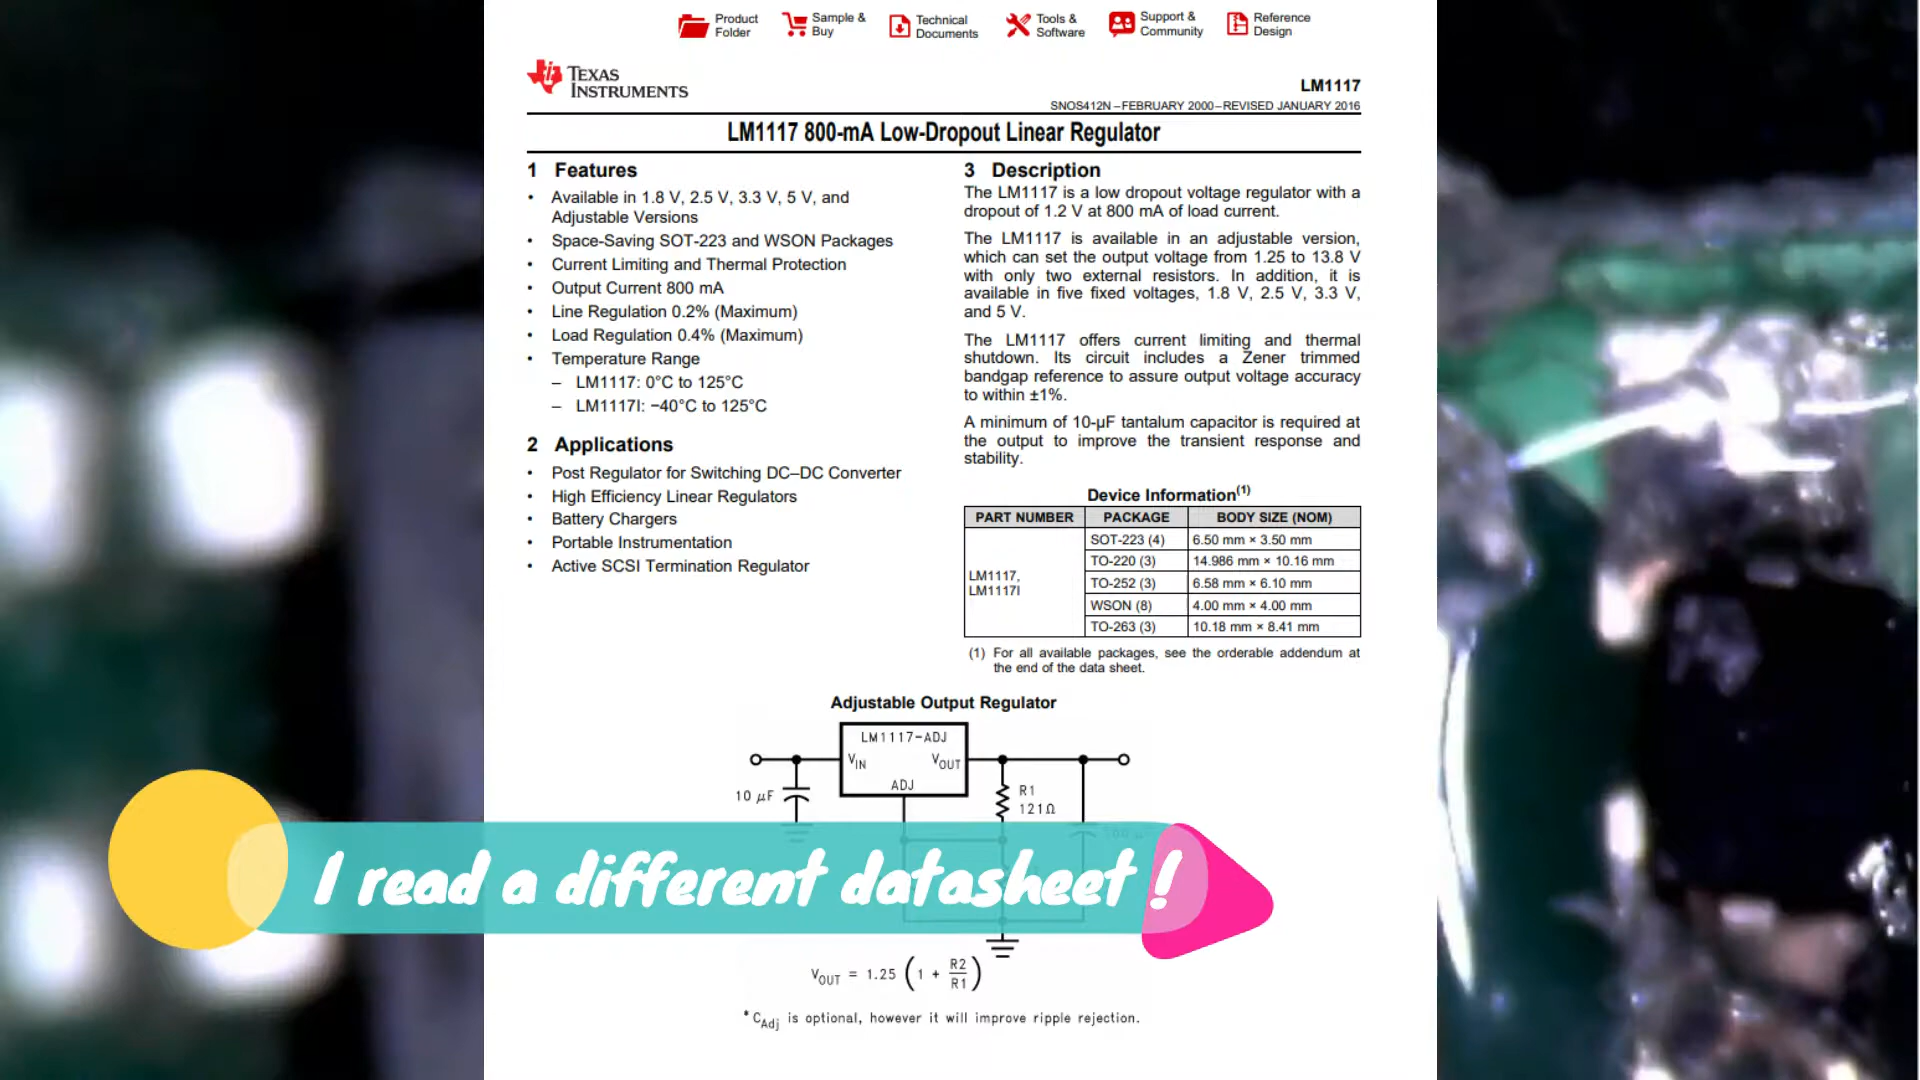 Product
Folder
Sample &
Buy
Technical
Documents
Tools &
Software
Support &
Community
Reference
Design
TEXAS
INSTRUMENTS
LM1117
SNOS412N – FEBRUARY 2000 – REVISED JANUARY 2016
LM1117 800-mA Low-Dropout Linear Regulator
1 Features
• Available in 1.8 V, 2.5 V, 3.3 V, 5 V, and
Adjustable Versions
• Space-Saving SOT-223 and WSON Packages
• Current Limiting and Thermal Protection
• Output Current 800 mA
• Line Regulation 0.2% (Maximum)
• Load Regulation 0.4% (Maximum)
• Temperature Range
– LM1117: 0°C to 125°C
– LM1117I: −40°C to 125°C
2 Applications
• Post Regulator for Switching DC–DC Converter
• High Efficiency Linear Regulators
• Battery Chargers
• Portable Instrumentation
• Active SCSI Termination Regulator
3 Description
The LM1117 is a low dropout voltage regulator with a
dropout of 1.2 V at 800 mA of load current.
The LM1117 is available in an adjustable version,
which can set the output voltage from 1.25 to 13.8 V
with only two external resistors. In addition, it is
available in five fixed voltages, 1.8 V, 2.5 V, 3.3 V,
and 5 V.
The LM1117 offers current limiting and thermal
shutdown. Its circuit includes a Zener trimmed
bandgap reference to assure output voltage accuracy
to within ±1%.
A minimum of 10-µF tantalum capacitor is required at
the output to improve the transient response and
stability.
Device Information(1)
PART NUMBER PACKAGE BODY SIZE (NOM)
LM1117,
LM1117I
SOT-223 (4) 6.50 mm × 3.50 mm
TO-220 (3) 14.986 mm × 10.16 mm
TO-252 (3) 6.58 mm × 6.10 mm
WSON (8) 4.00 mm × 4.00 mm
TO-263 (3) 10.18 mm × 8.41 mm
(1) For all available packages, see the orderable addendum at
the end of the data sheet.
Adjustable Output Regulator
LM1117-ADJ
VIN VOUT
ADJ
10 µF
R1
121Ω
I read a different datasheet !
VOUT = 1.25 (1 + R2/R1)
* CAdj is optional, however it will improve ripple rejection.